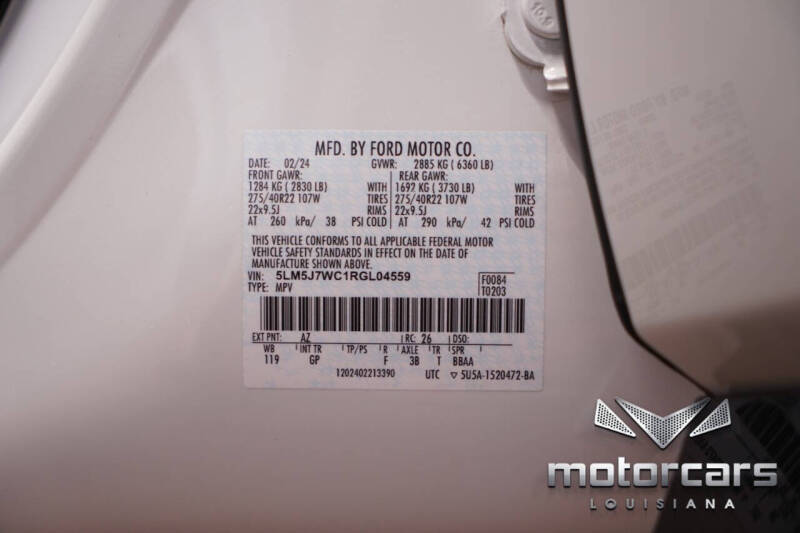 16.9
MFD. BY FORD MOTOR CO.
DATE: 02/24 GVWR: 2885 KG ( 6360 LB)
FRONT GAWR: REAR GAWR:
1284 KG ( 2830 LB) WITH 1692 KG ( 3730 LB) WITH
275/40R22 107W TIRES 275/40R22 107W TIRES
22x9.5J RIMS 22x9.5J RIMS
AT 260 kPa/ 38 PSI COLD AT 290 kPa/ 42 PSI COLD
THIS VEHICLE CONFORMS TO ALL APPLICABLE FEDERAL MOTOR
VEHICLE SAFETY STANDARDS IN EFFECT ON THE DATE OF
MANUFACTURE SHOWN ABOVE.
VIN: 5LM5J7WC1RGL04559 F0084
TYPE: MPV T0203
EXT PNT: AZ RC: 26 DSO:
WB INT TR TP/PS R AXLE TR SPR
119 GP F 3B T BBAA
1202402213390 UTC ▽ 5U5A-1520472-BA
motorcars
LOUISIANA